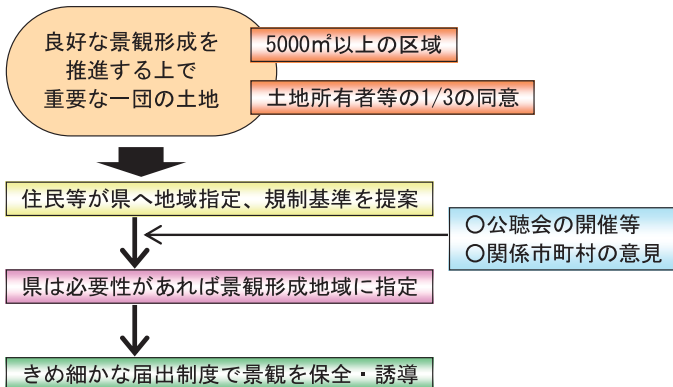 良好な景観形成を
推進する上で
重要な一団の土地
5000㎡以上の区域
土地所有者等の1/3の同意
住民等が県へ地域指定、規制基準を提案
○公聴会の開催等
○関係市町村の意見
県は必要性があれば景観形成地域に指定
きめ細かな届出制度で景観を保全・誘導